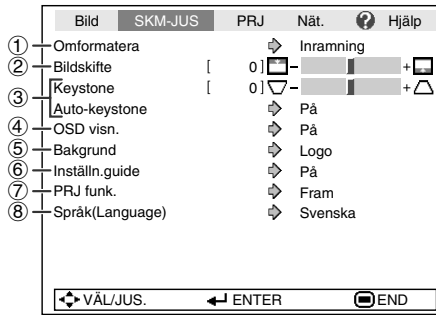 Bild SKM-JUS PRJ Nät. ? Hjälp
① Omformatera Inramning
② Bildskifte [ 0 ] − +
③ Keystone [ 0 ] − +
Auto-keystone På
④ OSD visn. På
⑤ Bakgrund Logo
⑥ Inställn.guide På
⑦ PRJ funk. Fram
⑧ Språk(Language) Svenska
VÄL/JUS. ENTER END